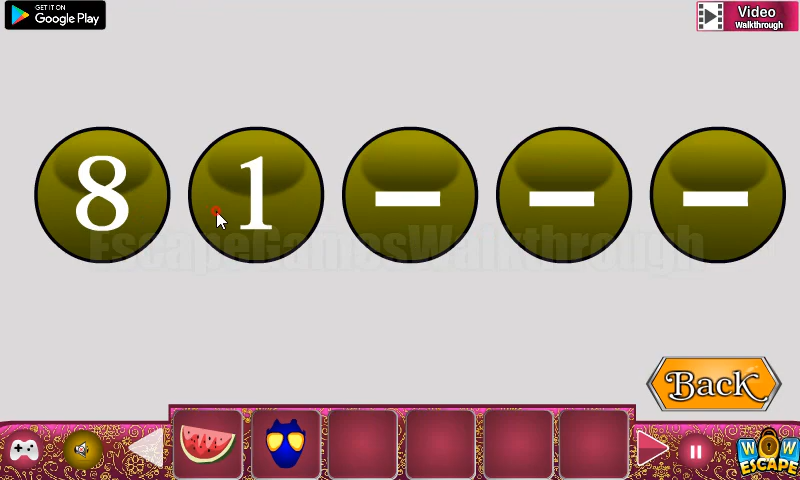 GET IT ON
Google Play
Video
Walkthrough
8 1 - - -
EscapeGamesWalkthrough
Back
WOW
ESCAPE